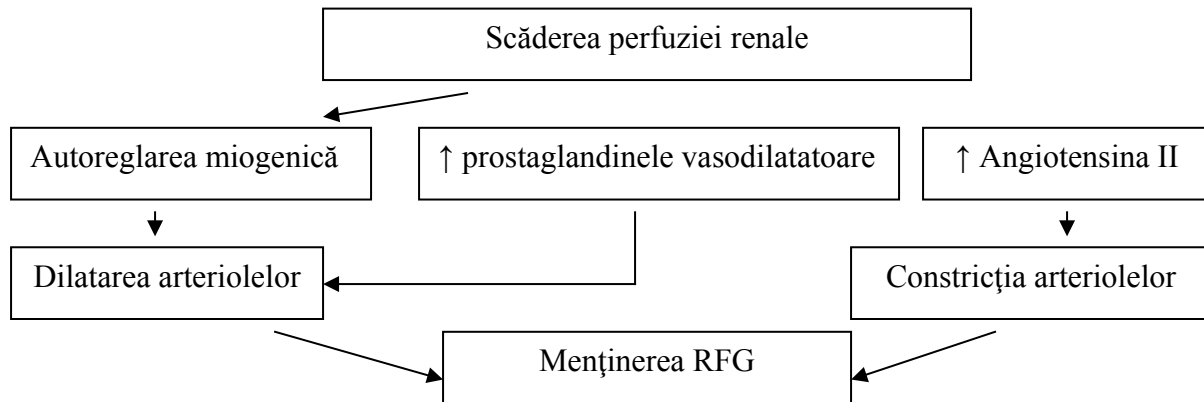 Scăderea perfuziei renale
Autoreglarea miogenică
↑ prostaglandinele vasodilatatoare
↑ Angiotensina II
Dilatarea arteriolelor
Constricţia arteriolelor
Menţinerea RFG